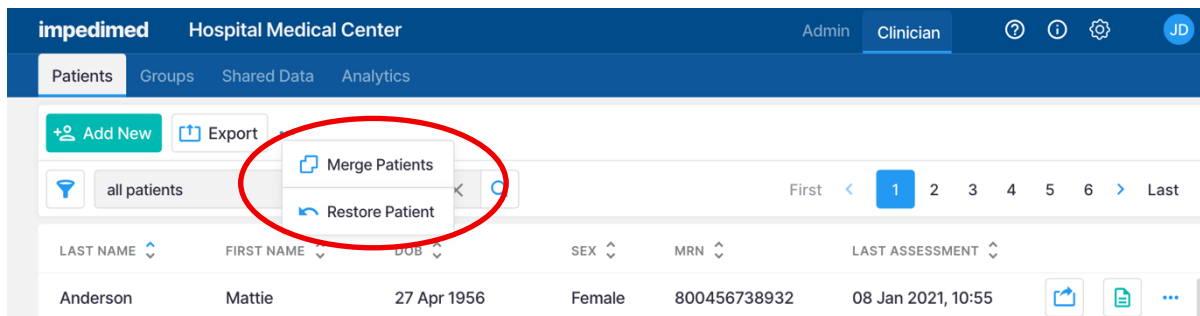 impedimed Hospital Medical Center Admin Clinician JD
Patients Groups Shared Data Analytics
Add New Export
Merge Patients
all patients First 1 2 3 4 5 6 Last
Restore Patient
LAST NAME FIRST NAME DOB SEX MRN LAST ASSESSMENT
Anderson Mattie 27 Apr 1956 Female 800456738932 08 Jan 2021, 10:55